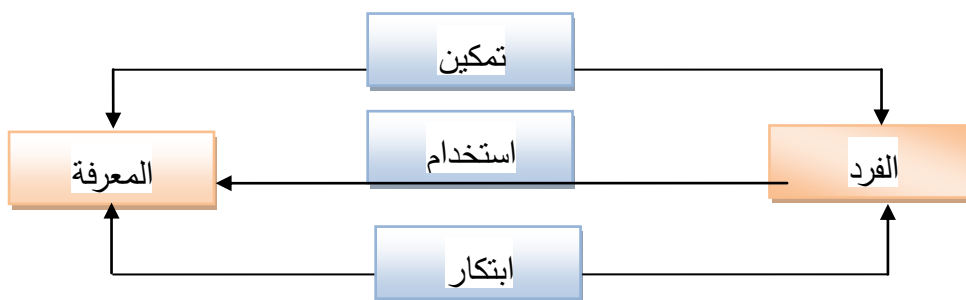 تمكين
الفرد
استخدام
المعرفة
ابتكار